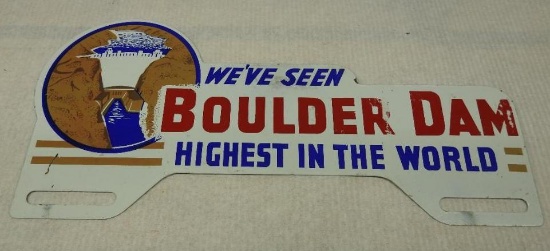 WE'VE SEEN
BOULDER DAM
HIGHEST IN THE WORLD